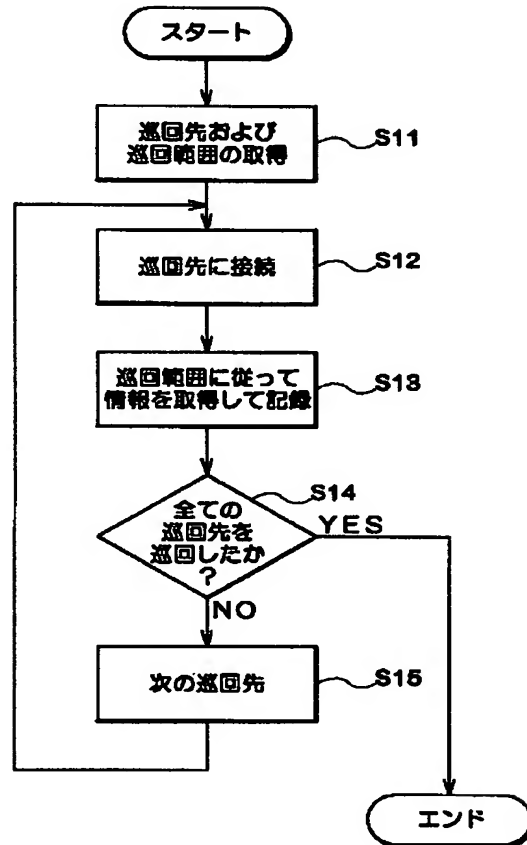 スタート
巡回先および
巡回範囲の取得
S11
巡回先に接続
S12
巡回範囲に従って
情報を取得して記録
S13
S14
全ての
巡回先を
巡回したか
?
YES
NO
次の巡回先
S15
エンド